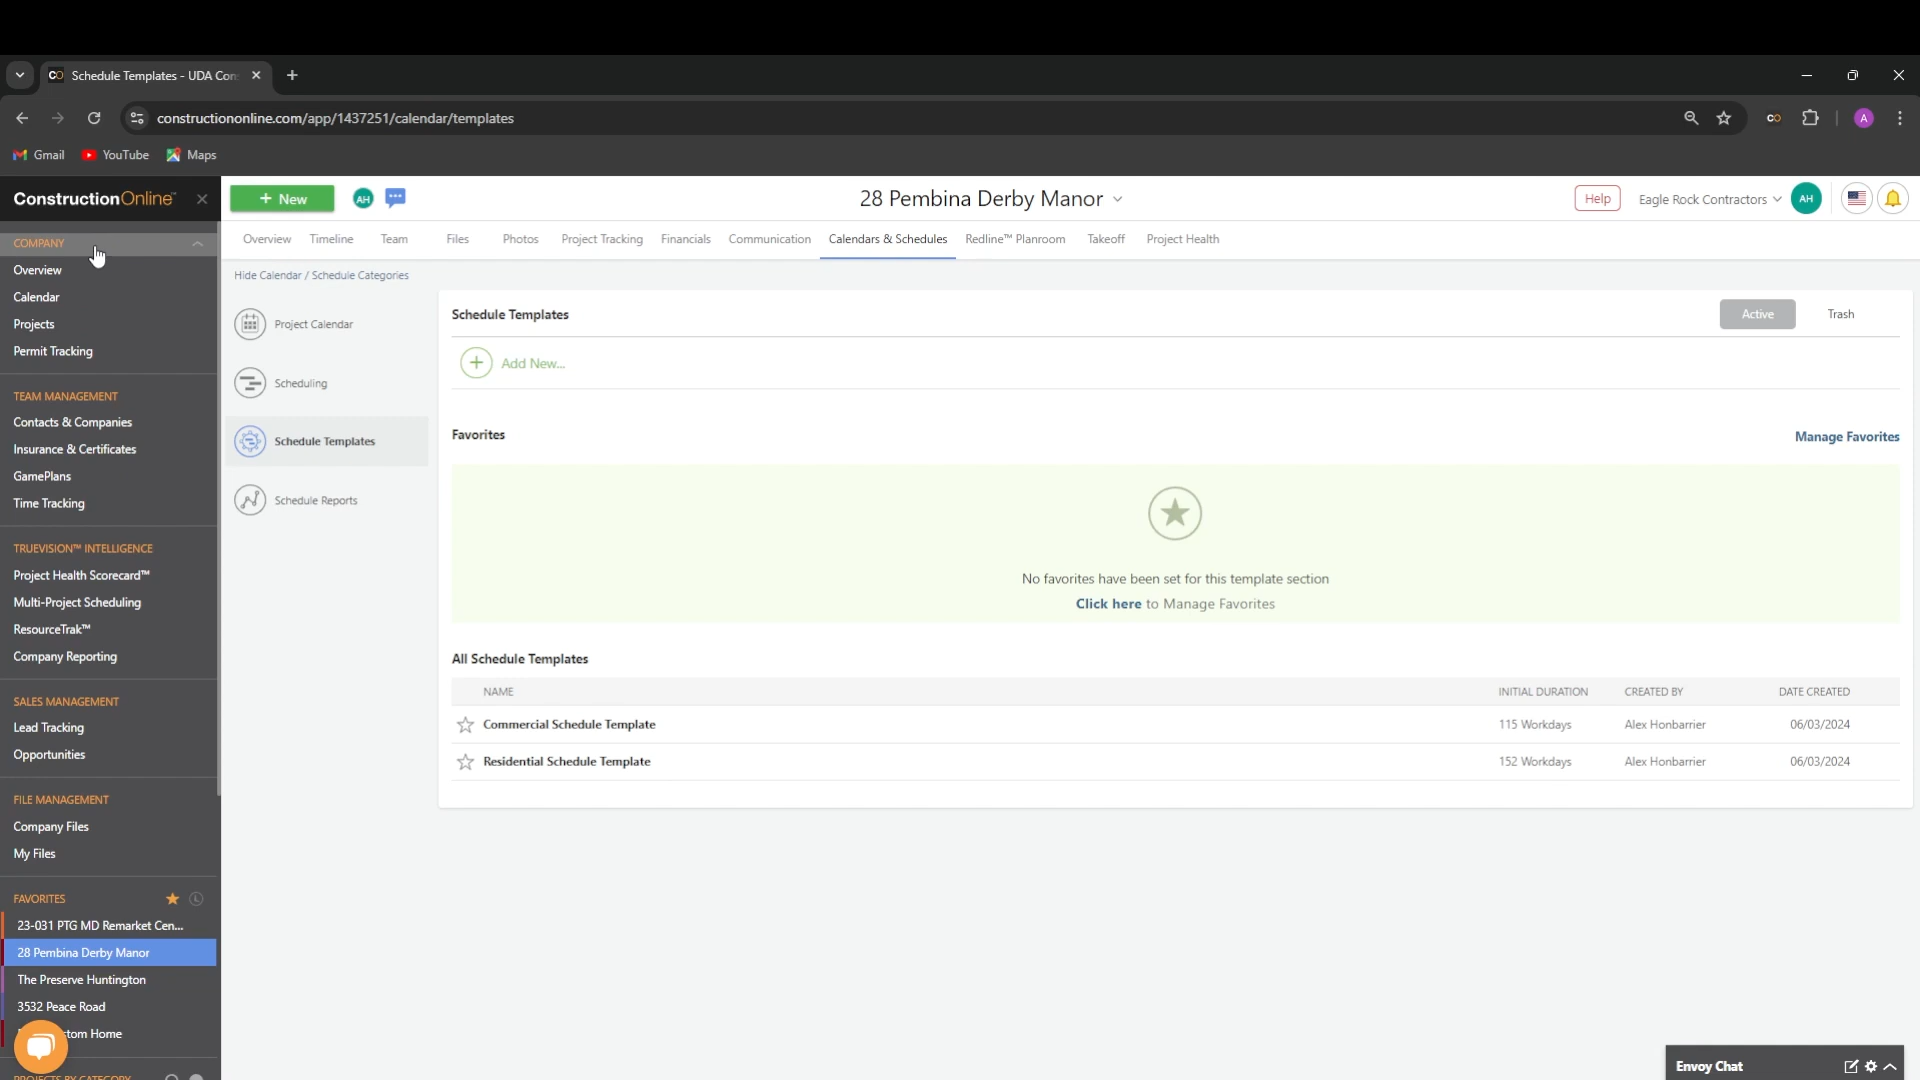 CO Schedule Templates - UDA Con
constructiononline.com/app/1437251/calendar/templates
CO
A
Gmail
YouTube
Maps
ConstructionOnline™
+ New
AH
28 Pembina Derby Manor
Help
Eagle Rock Contractors
AH
Overview
Timeline
Team
Files
Photos
Project Tracking
Financials
Communication
Calendars & Schedules
Redline™ Planroom
Takeoff
Project Health
COMPANY
Overview
Calendar
Projects
Permit Tracking
TEAM MANAGEMENT
Contacts & Companies
Insurance & Certificates
GamePlans
Time Tracking
TRUEVISION™ INTELLIGENCE
Project Health Scorecard™
Multi-Project Scheduling
ResourceTrak™
Company Reporting
SALES MANAGEMENT
Lead Tracking
Opportunities
FILE MANAGEMENT
Company Files
My Files
FAVORITES
23-031 PTG MD Remarket Cen...
28 Pembina Derby Manor
The Preserve Huntington
3532 Peace Road
tom Home
PROJECTS BY CATEGORY
Hide Calendar / Schedule Categories
Project Calendar
Scheduling
Schedule Templates
Schedule Reports
Schedule Templates
Active
Trash
Add New...
Favorites
Manage Favorites
No favorites have been set for this template section
Click here to Manage Favorites
All Schedule Templates
NAME
INITIAL DURATION
CREATED BY
DATE CREATED
Commercial Schedule Template
115 Workdays
Alex Honbarrier
06/03/2024
Residential Schedule Template
152 Workdays
Alex Honbarrier
06/03/2024
Envoy Chat